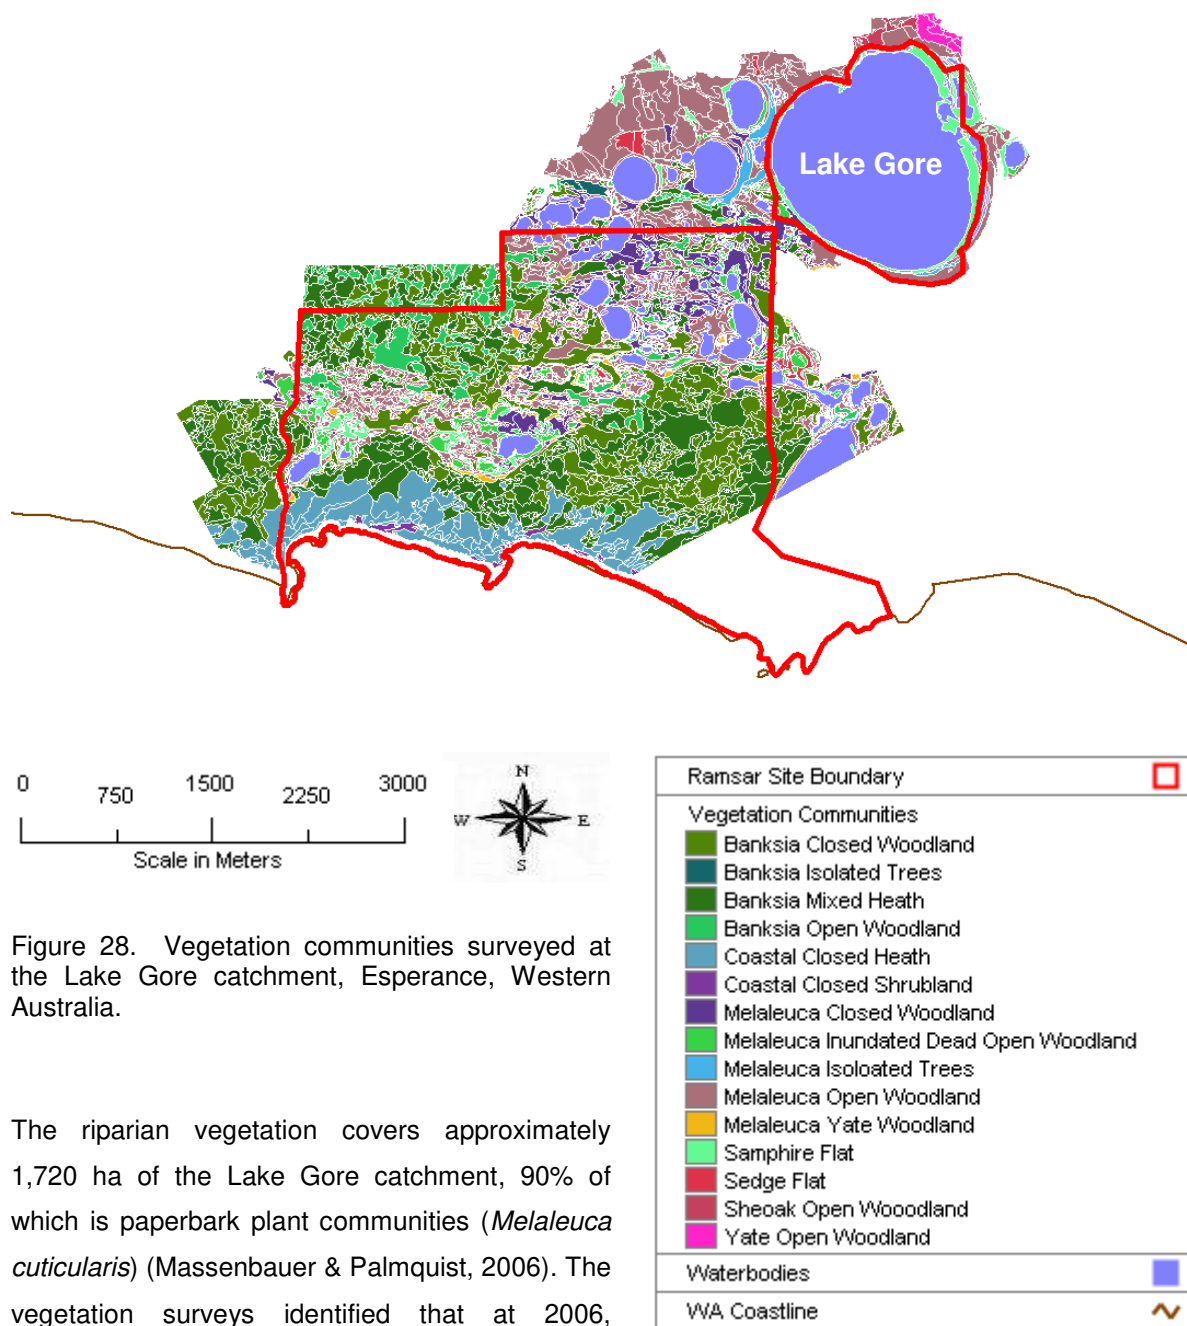 Lake Gore
0 750 1500 2250 3000
Scale in Meters
N
W E
S
Figure 28. Vegetation communities surveyed at
the Lake Gore catchment, Esperance, Western
Australia.
The riparian vegetation covers approximately
1,720 ha of the Lake Gore catchment, 90% of
which is paperbark plant communities (Melaleuca
cuticularis) (Massenbauer & Palmquist, 2006). The
vegetation surveys identified that at 2006,
Ramsar Site Boundary
Vegetation Communities
Banksia Closed Woodland
Banksia Isolated Trees
Banksia Mixed Heath
Banksia Open Woodland
Coastal Closed Heath
Coastal Closed Shrubland
Melaleuca Closed Woodland
Melaleuca Inundated Dead Open Woodland
Melaleuca Isoloated Trees
Melaleuca Open Woodland
Melaleuca Yate Woodland
Samphire Flat
Sedge Flat
Sheoak Open Wooodland
Yate Open Woodland
Waterbodies
WA Coastline